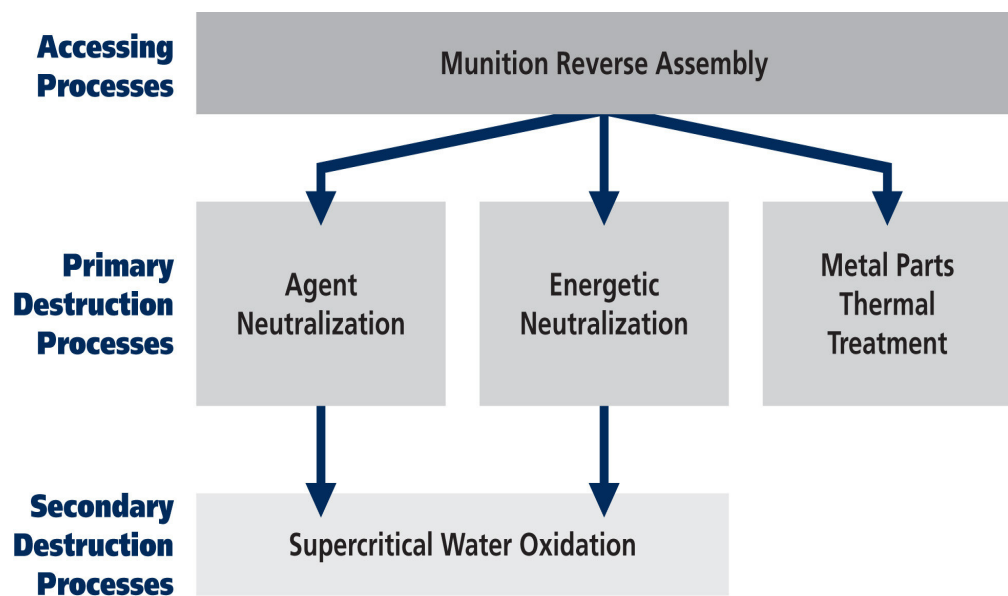 Accessing
Processes
Munition Reverse Assembly
Primary
Destruction
Processes
Agent
Neutralization
Energetic
Neutralization
Metal Parts
Thermal
Treatment
Secondary
Destruction
Processes
Supercritical Water Oxidation